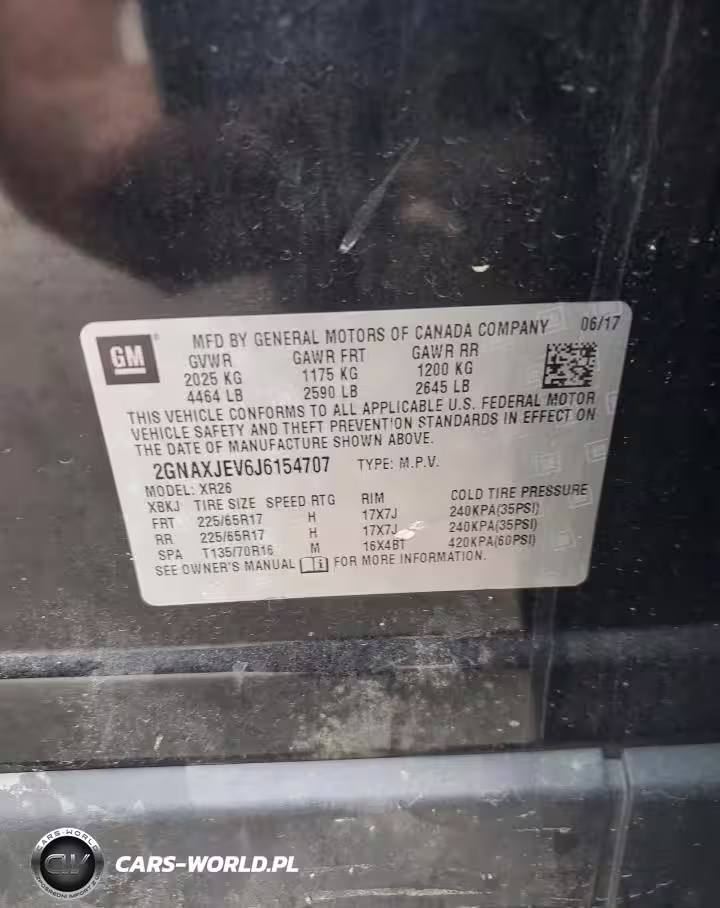 GM
MFD BY GENERAL MOTORS OF CANADA COMPANY 06/17
GVWR GAWR FRT GAWR RR
2025 KG 1175 KG 1200 KG
4464 LB 2590 LB 2645 LB
THIS VEHICLE CONFORMS TO ALL APPLICABLE U.S. FEDERAL MOTOR
VEHICLE SAFETY AND THEFT PREVENTION STANDARDS IN EFFECT ON
THE DATE OF MANUFACTURE SHOWN ABOVE.
2GNAXJEV6J6154707 TYPE: M.P.V.
MODEL: XR26
XBKJ TIRE SIZE SPEED RTG RIM COLD TIRE PRESSURE
FRT 225/65R17 H 17X7J 240KPA(35PSI)
RR 225/65R17 H 17X7J 240KPA(35PSI)
SPA T135/70R16 M 16X4BT 420KPA(60PSI)
SEE OWNER'S MANUAL FOR MORE INFORMATION.
CARS-WORLD
CW
CARS-WORLD.PL